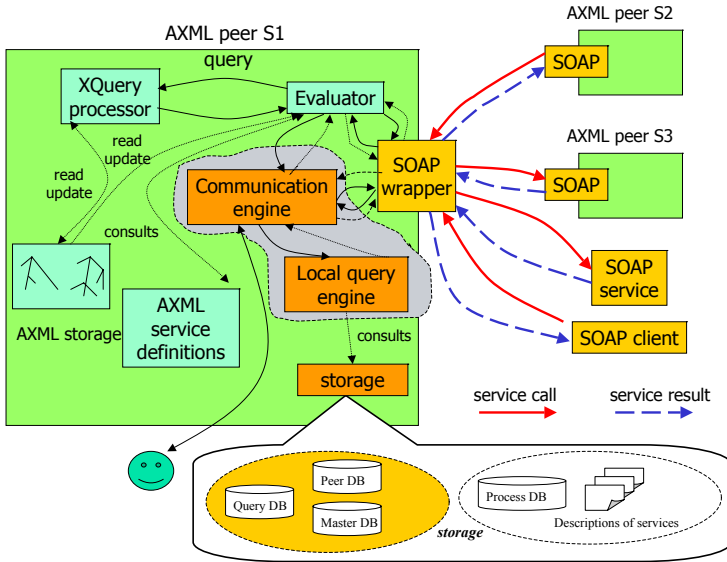 AXML peer S1
AXML peer S2
query
XQuery
processor
Evaluator
SOAP
AXML peer S3
read
update
read
update
SOAP
wrapper
SOAP
Communication
engine
consults
Local query
engine
SOAP
service
AXML storage
AXML
service
definitions
consults
SOAP client
storage
service call
service result
Peer DB
Query DB
Master DB
Process DB
Descriptions of services
storage